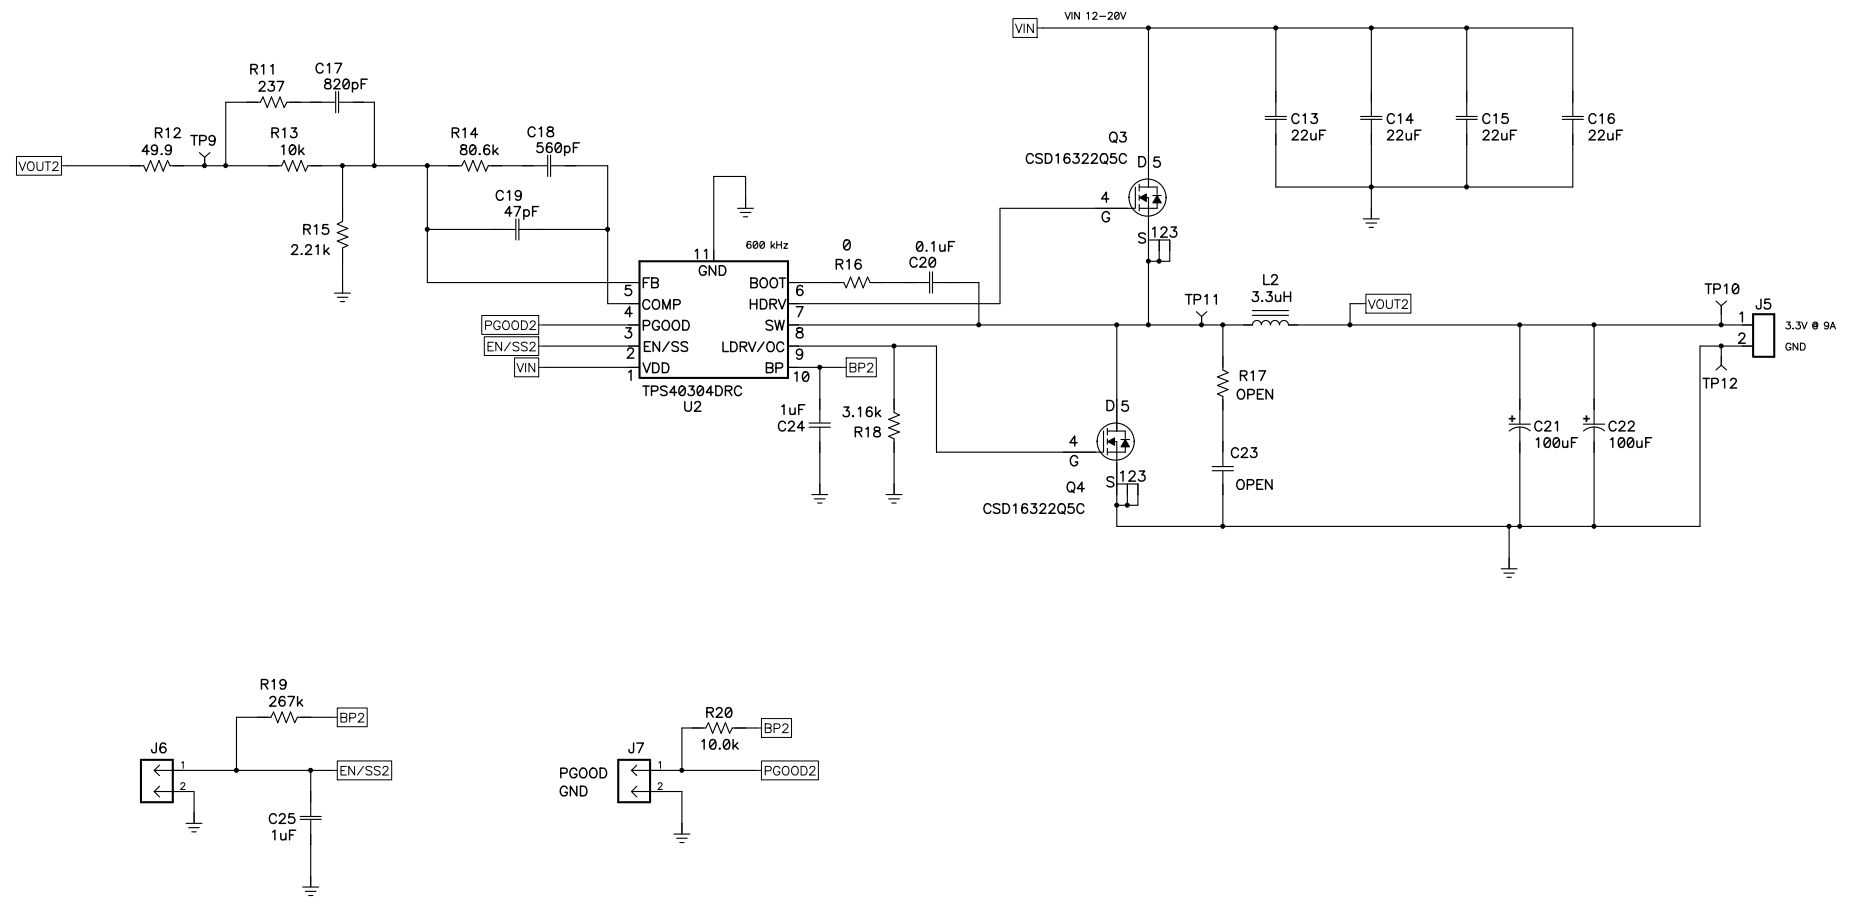 VIN
VIN 12-20V
R11
237
C17
820pF
R12
49.9
TP9
R13
10k
R14
80.6k
C18
560pF
VOUT2
C19
47pF
R15
2.21k
Q3
CSD16322Q5C
D 5
4
G
S 123
C13
22uF
C14
22uF
C15
22uF
C16
22uF
600 kHz
11
GND
FB
5
COMP
4
PGOOD
3
EN/SS
2
VDD
1
BOOT
6
HDRV
7
SW
8
LDRV/OC
9
BP
10
TPS40304DRC
U2
PGOOD2
EN/SS2
VIN
0
R16
0.1uF
C20
BP2
1uF
C24
3.16k
R18
TP11
L2
3.3uH
VOUT2
TP10
J5
1
2
3.3V @ 9A
GND
TP12
R17
OPEN
C23
OPEN
D 5
4
G
S 123
Q4
CSD16322Q5C
+
C21
100uF
+
C22
100uF
R19
267k
BP2
J6
1
2
EN/SS2
C25
1uF
R20
10.0k
BP2
J7
PGOOD
GND
1
2
PGOOD2